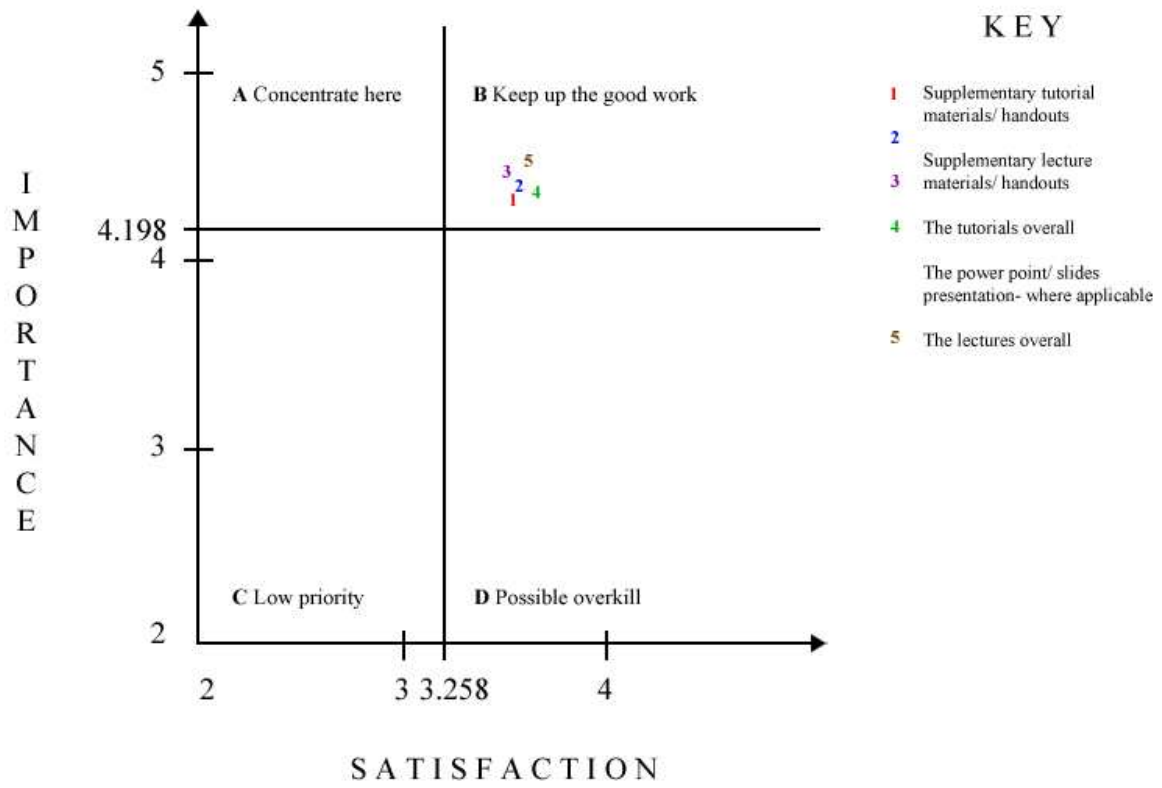 KEY
5
A Concentrate here
B Keep up the good work
1 Supplementary tutorial
materials/ handouts
2
Supplementary lecture
3 materials/ handouts
4 The tutorials overall
The power point/ slides
presentation- where applicable
5 The lectures overall
5
3
2
4
1
IMPORTANCE
4.198
4
3
C Low priority
D Possible overkill
2
2
3
3.258
4
SATISFACTION